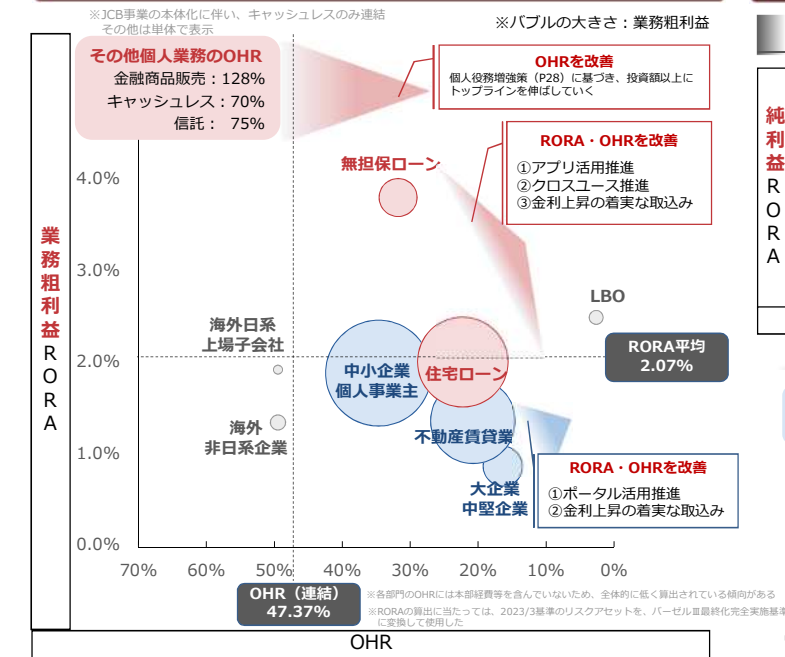 ※JCB事業の本体化に伴い、キャッシュレスのみ連結
その他は単体で表示
※バブルの大きさ：業務粗利益
その他個人業務のOHR
金融商品販売：128%
キャッシュレス：70%
信託： 75%
OHRを改善
個人役務増強策（P28）に基づき、投資額以上に
トップラインを伸ばしていく
RORA・OHRを改善
①アプリ活用推進
②クロスユース推進
③金利上昇の着実な取込み
無担保ローン
業務粗利益RORA
4.0%
3.0%
2.0%
1.0%
0.0%
LBO
海外日系
上場子会社
RORA平均
2.07%
中小企業
個人事業主
住宅ローン
海外
非日系企業
不動産賃貸業
大企業
中堅企業
RORA・OHRを改善
①ポータル活用推進
②金利上昇の着実な取込み
70%
60%
50%
40%
30%
20%
10%
0%
OHR（連結）
47.37%
※各部門のOHRには本部経費等を含んでいないため、全体的に低く算出されている傾向がある
※RORAの算出に当たっては、2023/3基準のリスクアセットを、バーゼルⅢ最終化完全実施基準
に変換して使用した
OHR
純利益RORA